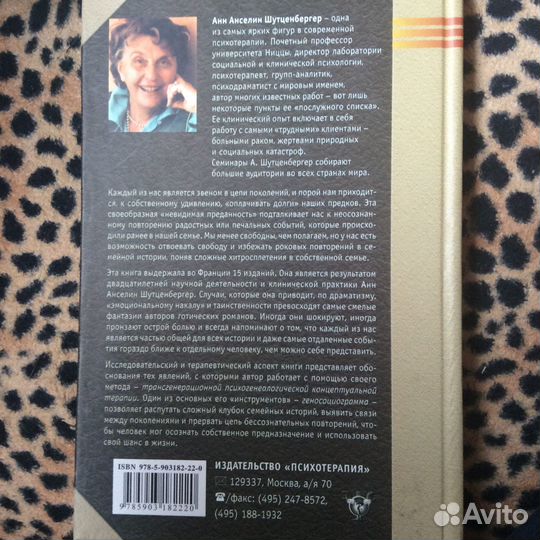 Анн Анселин Шутценбергер – одна
из самых ярких фигур в современной
психотерапии. Почетный профессор
университета Ниццы, директор лаборатории
социальной и клинической психологии,
психотерапевт, групп-аналитик,
психодраматист с мировым именем,
автор многих известных работ – вот лишь
некоторые пункты ее «послужного списка».
Ее клинический опыт включает в себя
работу с самыми «трудными» клиентами –
больными раком, жертвами природных
и социальных катастроф.
Семинары А. Шутценбергер собирают
большие аудитории во всех странах мира.
Каждый из нас является звеном в цепи поколений, и порой нам приходит-
ся, к собственному удивлению, «оплачивать долги» наших предков. Эта
своеобразная «невидимая преданность» подталкивает нас к неосознан-
ному повторению радостных или печальных событий, которые происхо-
дили ранее в нашей семье. Мы менее свободны, чем полагаем, но у нас есть
возможность отвоевать свободу и избежать роковых повторений в се-
мейной истории, поняв сложные хитросплетения в собственной семье.
Эта книга выдержала во Франции 15 изданий. Она является результатом
двадцатилетней научной деятельности и клинической практики Анн
Анселин Шутценбергер. Случаи, которые она приводит, по драматизму,
«эмоциональному накалу» и таинственности превосходят самые смелые
фантазии авторов готических романов. Иногда они шокируют, иногда
пронзают острой болью и всегда напоминают о том, что каждый из нас
является частью общей для всех истории и даже самые отдаленные собы-
тия гораздо ближе к отдельному человеку, чем можно себе представить.
Исследовательский и терапевтический аспект книги представляет обо-
снования тех явлений, с которыми автор работает с помощью своего
метода – трансгенерационной психогенеалогической контекстуальной
терапии. Один из основных его «инструментов» – геносоциограмма –
позволяет распутать сложный клубок семейных историй, выявить связи
между поколениями и прервать цепь бессознательных повторений, что-
бы человек мог осознать собственное предназначение и использовать
свой шанс в жизни.
ISBN 978-5-903182-22-0
9 785903 182220
ИЗДАТЕЛЬСТВО «ПСИХОТЕРАПИЯ»
129337, Москва, а/я 70
/факс: (495) 247-8572,
(495) 188-1932
Avito